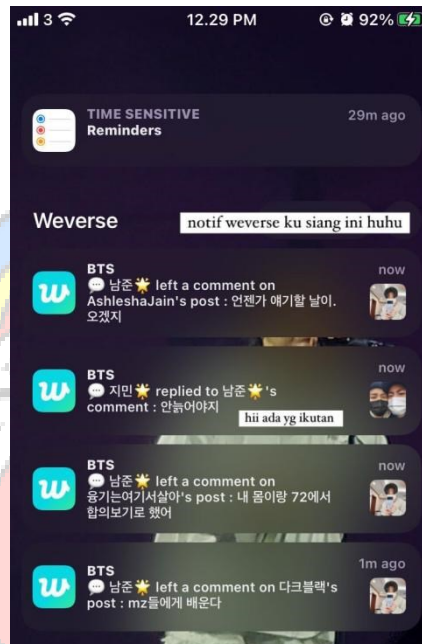 3
12.29 PM
92%
TIME SENSITIVE
29m ago
Reminders
Weverse
notif weverse ku siang ini huhu
BTS
now
💬 남준🌟 left a comment on
AshleshaJain's post : 언젠가 얘기할 날이.
오겠지
BTS
now
💬 지민🌟 replied to 남준🌟's
comment : 안늙어야지
hii ada yg ikutan
BTS
now
💬 남준🌟 left a comment on
융기는여기서살아's post : 내 몸이랑 72에서
합의보기로 했어
BTS
1m ago
💬 남준🌟 left a comment on 다크블랙's
post : mz들에게 배운다